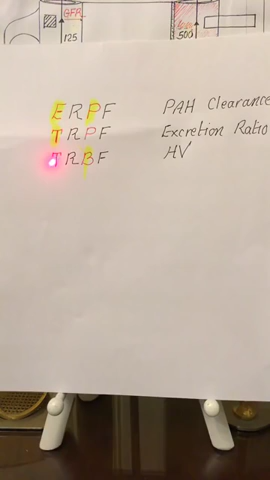 GFR
125
500
ERPF PAH Clearance
TRPF Excretion Ratio
TRBF HV